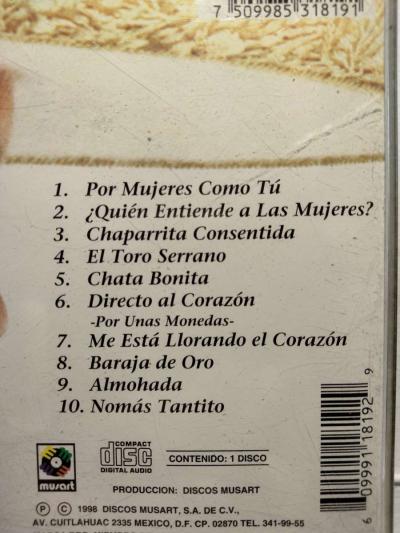 7 509985 318191
1. Por Mujeres Como Tú
2. ¿Quién Entiende a Las Mujeres?
3. Chaparrita Consentida
4. El Toro Serrano
5. Chata Bonita
6. Directo al Corazón
-Por Unas Monedas-
7. Me Está Llorando el Corazón
8. Baraja de Oro
9. Almohada
10. Nomás Tantito
6 09991 18192 9
musart
COMPACT
disc
DIGITAL AUDIO
CONTENIDO: 1 DISCO
PRODUCCION: DISCOS MUSART
© 1998 DISCOS MUSART, S.A. DE C.V.,
AV. CUITLAHUAC 2335 MEXICO, D.F. CP. 02870 TEL. 341-99-55